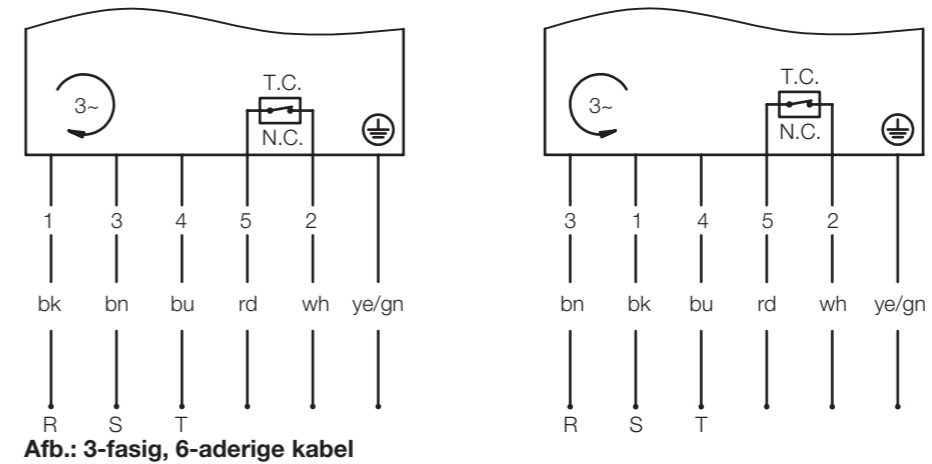 T.C.
3~
N.C.
1 3 4 5 2
bk bn bu rd wh ye/gn
R S T
T.C.
3~
N.C.
3 1 4 5 2
bn bk bu rd wh ye/gn
R S T
Afb.: 3-fasig, 6-aderige kabel